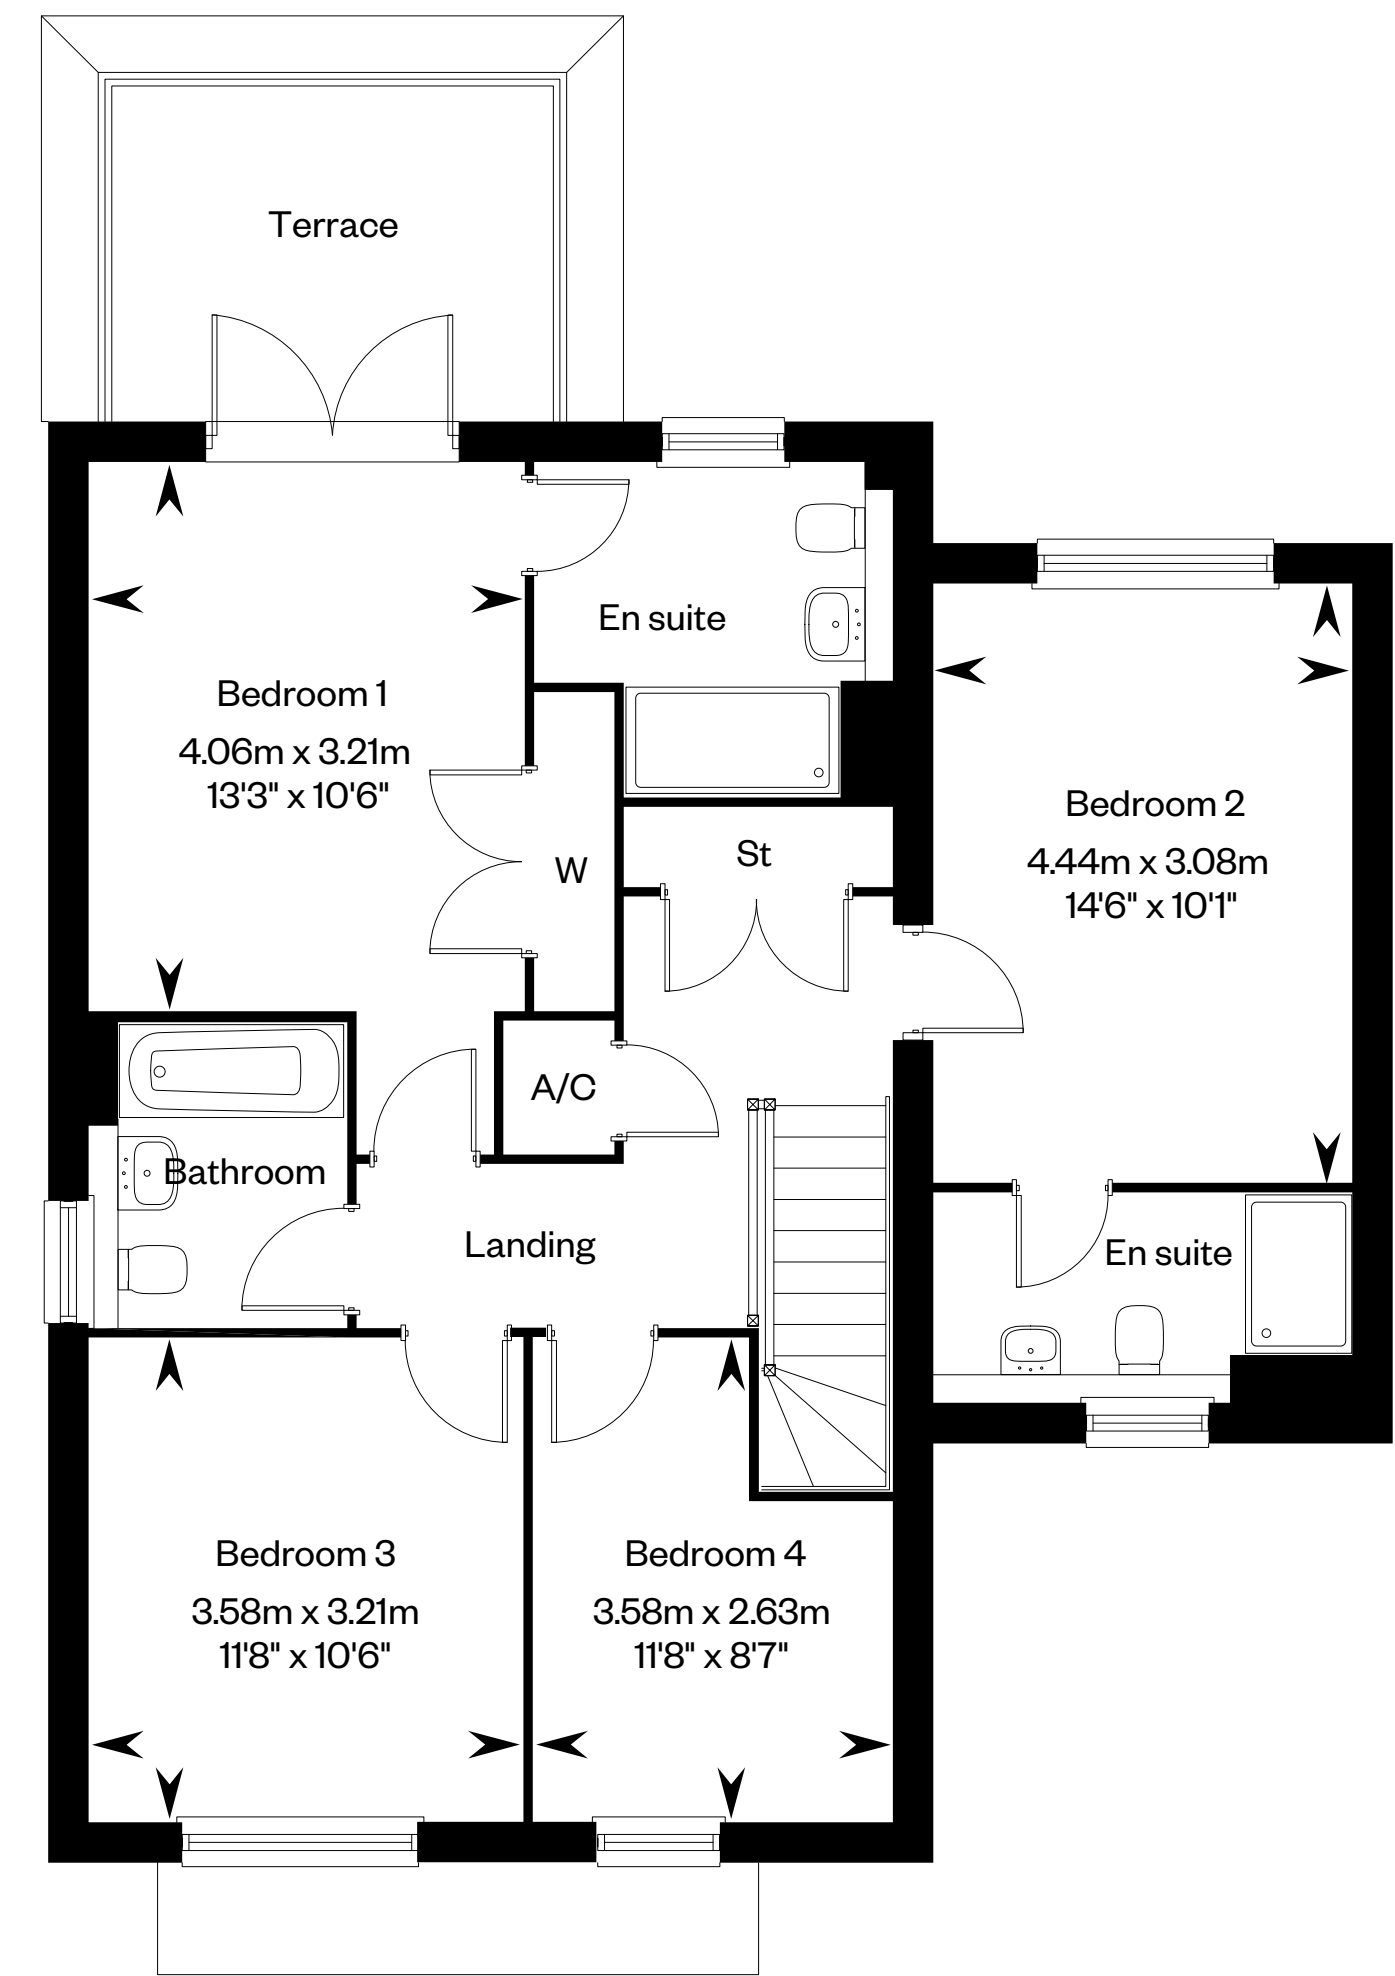 Terrace
En suite
Bedroom 1
4.06m x 3.21m
13'3" x 10'6"
W
St
Bedroom 2
4.44m x 3.08m
14'6" x 10'1"
A/C
Bathroom
Landing
En suite
Bedroom 3
3.58m x 3.21m
11'8" x 10'6"
Bedroom 4
3.58m x 2.63m
11'8" x 8'7"